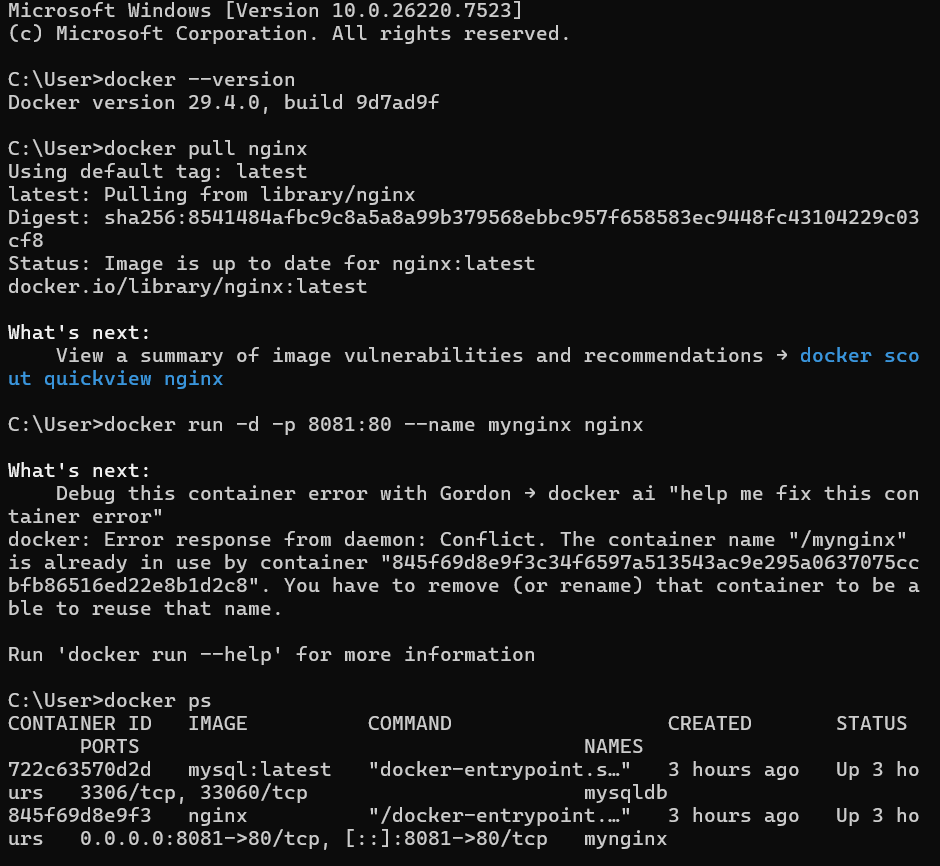 Microsoft Windows [Version 10.0.26220.7523]
(c) Microsoft Corporation. All rights reserved.

C:\User>docker --version
Docker version 29.4.0, build 9d7ad9f

C:\User>docker pull nginx
Using default tag: latest
latest: Pulling from library/nginx
Digest: sha256:8541484afbc9c8a5a8a99b379568ebbc957f658583ec9448fc43104229c03
cf8
Status: Image is up to date for nginx:latest
docker.io/library/nginx:latest

What's next:
    View a summary of image vulnerabilities and recommendations → docker sco
ut quickview nginx

C:\User>docker run -d -p 8081:80 --name mynginx nginx

What's next:
    Debug this container error with Gordon → docker ai "help me fix this con
tainer error"
docker: Error response from daemon: Conflict. The container name "/mynginx"
is already in use by container "845f69d8e9f3c34f6597a513543ac9e295a0637075cc
bfb86516ed22e8b1d2c8". You have to remove (or rename) that container to be a
ble to reuse that name.

Run 'docker run --help' for more information

C:\User>docker ps
CONTAINER ID   IMAGE          COMMAND                  CREATED       STATUS
      PORTS                                     NAMES
722c63570d2d   mysql:latest   "docker-entrypoint.s…"   3 hours ago   Up 3 ho
urs   3306/tcp, 33060/tcp                       mysqldb
845f69d8e9f3   nginx          "/docker-entrypoint.…"   3 hours ago   Up 3 ho
urs   0.0.0.0:8081->80/tcp, [::]:8081->80/tcp   mynginx